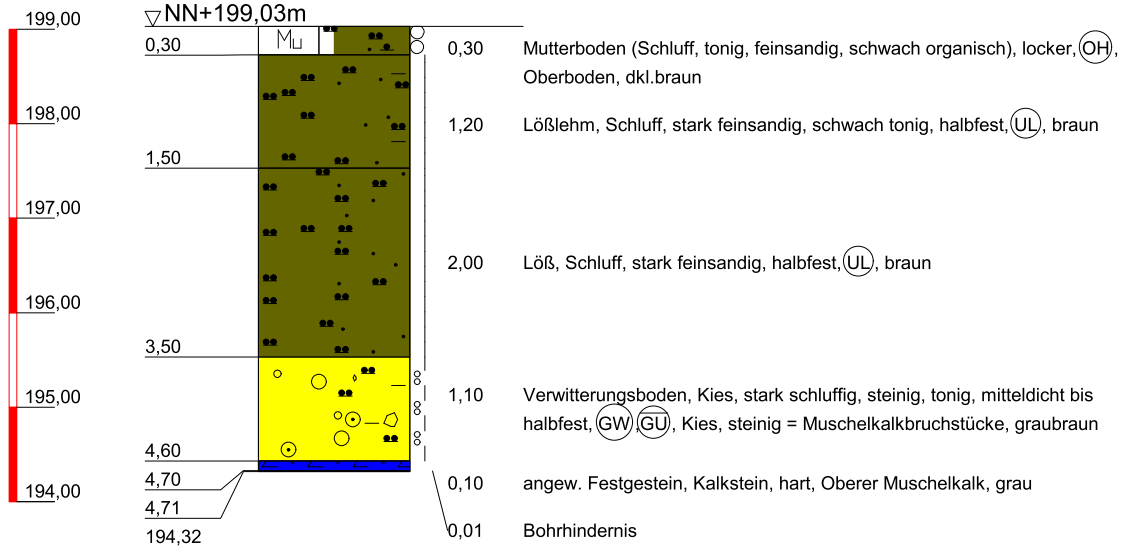 199,00
▽ NN+199,03m
Mu
0,30
0,30 Mutterboden (Schluff, tonig, feinsandig, schwach organisch), locker, OH,
Oberboden, dkl.braun
198,00
1,20 Lößlehm, Schluff, stark feinsandig, schwach tonig, halbfest, UL, braun
1,50
197,00
2,00 Löß, Schluff, stark feinsandig, halbfest, UL, braun
196,00
3,50
195,00
1,10 Verwitterungsboden, Kies, stark schluffig, steinig, tonig, mitteldicht bis
halbfest, GW, G̅U̅, Kies, steinig = Muschelkalkbruchstücke, graubraun
4,60
4,70
0,10 angew. Festgestein, Kalkstein, hart, Oberer Muschelkalk, grau
194,00
4,71
0,01 Bohrhindernis
194,32